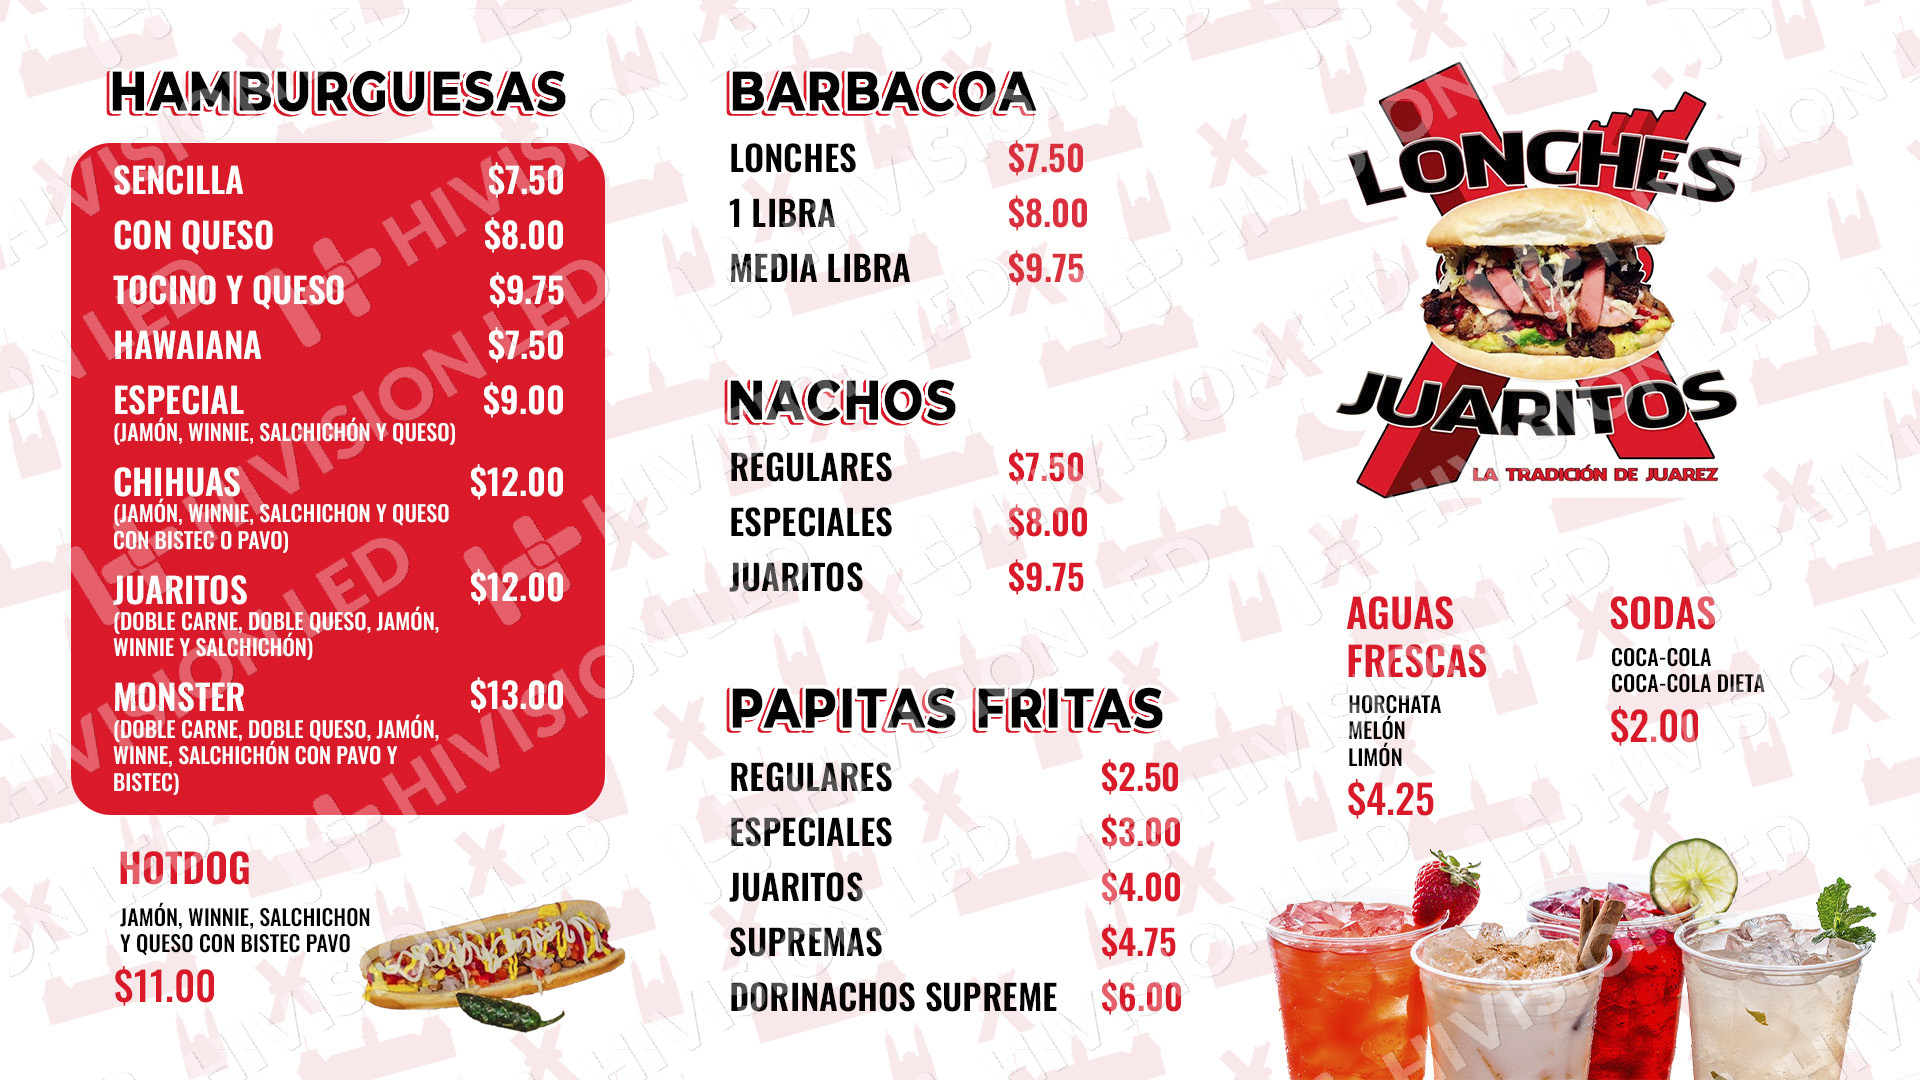 HAMBURGUESAS
SENCILLA $7.50
CON QUESO $8.00
TOCINO Y QUESO $9.75
HAWAIANA $7.50
ESPECIAL $9.00
(JAMÓN, WINNIE, SALCHICHÓN Y QUESO)
CHIHUAS $12.00
(JAMÓN, WINNIE, SALCHICHON Y QUESO
CON BISTEC O PAVO)
JUARITOS $12.00
(DOBLE CARNE, DOBLE QUESO, JAMÓN,
WINNIE Y SALCHICHÓN)
MONSTER $13.00
(DOBLE CARNE, DOBLE QUESO, JAMÓN,
WINNE, SALCHICHÓN CON PAVO Y
BISTEC)
HOTDOG
JAMÓN, WINNIE, SALCHICHON
Y QUESO CON BISTEC PAVO
$11.00
BARBACOA
LONCHES $7.50
1 LIBRA $8.00
MEDIA LIBRA $9.75
NACHOS
REGULARES $7.50
ESPECIALES $8.00
JUARITOS $9.75
PAPITAS FRITAS
REGULARES $2.50
ESPECIALES $3.00
JUARITOS $4.00
SUPREMAS $4.75
DORINACHOS SUPREME $6.00
LONCHES
JUARITOS
LA TRADICIÓN DE JUAREZ
AGUAS
FRESCAS
HORCHATA
MELÓN
LIMÓN
$4.25
SODAS
COCA-COLA
COCA-COLA DIETA
$2.00
HIVISION LED